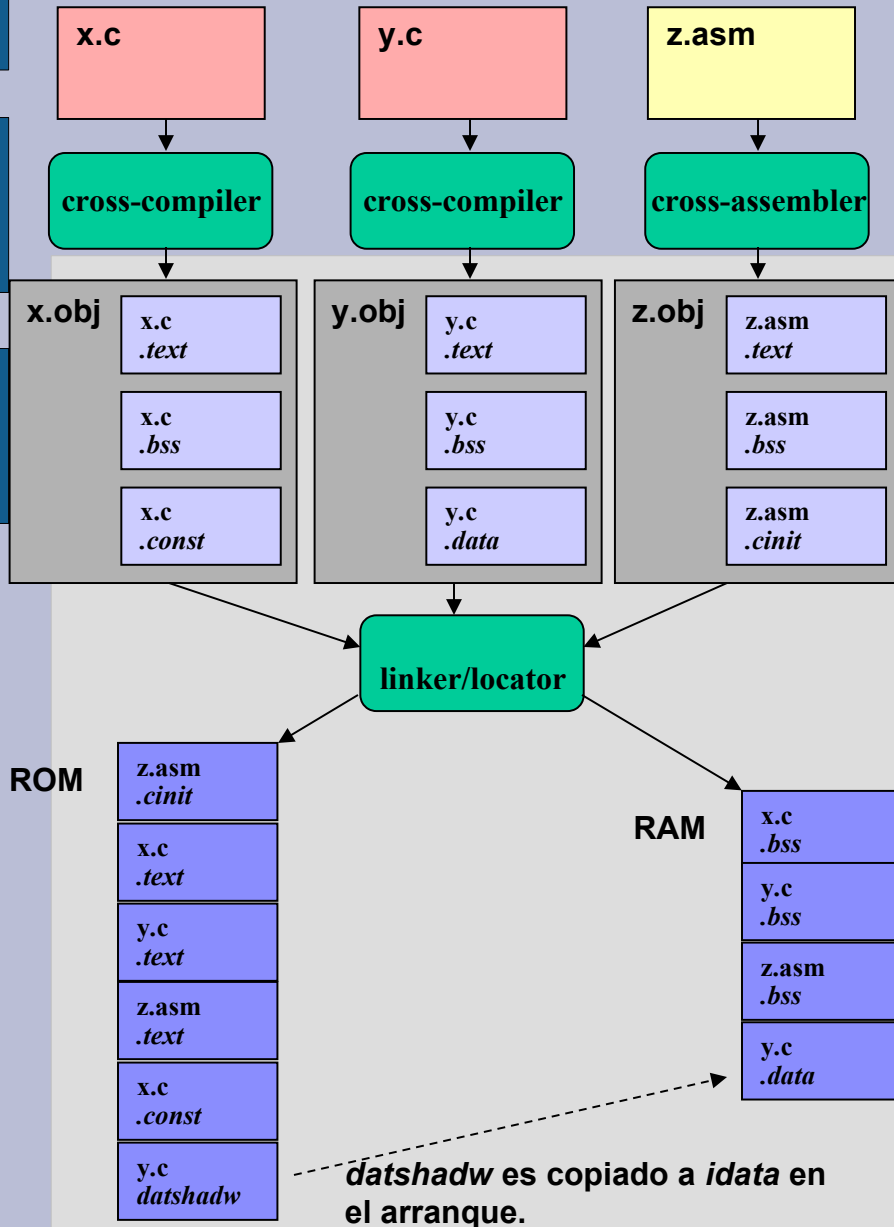 x.c
y.c
z.asm
cross-compiler
cross-compiler
cross-assembler
x.obj
x.c
.text
x.c
.bss
x.c
.const
y.obj
y.c
.text
y.c
.bss
y.c
.data
z.obj
z.asm
.text
z.asm
.bss
z.asm
.cinit
linker/locator
ROM
z.asm
.cinit
x.c
.text
y.c
.text
z.asm
.text
x.c
.const
y.c
datshadw
RAM
x.c
.bss
y.c
.bss
z.asm
.bss
y.c
.data
datshadw es copiado a idata en
el arranque.